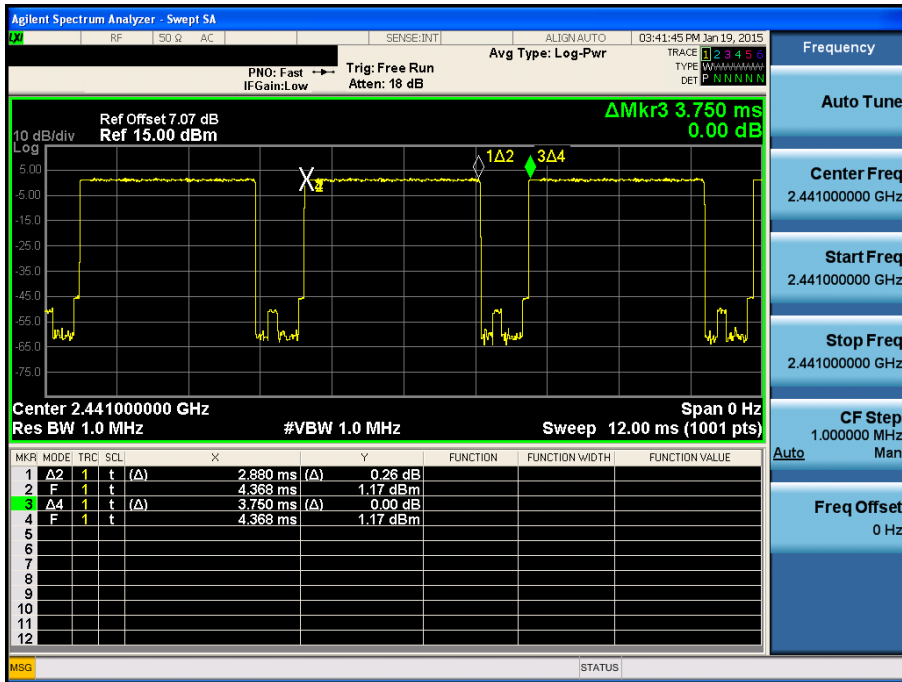 Agilent Spectrum Analyzer - Swept SA
LXI RF 50 Ω AC SENSE:INT ALIGN AUTO 03:41:45 PM Jan 19, 2015
Avg Type: Log-Pwr TRACE 1 2 3 4 5 6
PNO: Fast Trig: Free Run TYPE WWWWWW
IFGain:Low Atten: 18 dB DET P N N N N N
ΔMkr3 3.750 ms
0.00 dB
Ref Offset 7.07 dB
10 dB/div Ref 15.00 dBm
Log
1Δ2 3Δ4
X4
5.00
-5.00
-15.0
-25.0
-35.0
-45.0
-55.0
-65.0
-75.0
Center 2.441000000 GHz Span 0 Hz
Res BW 1.0 MHz #VBW 1.0 MHz Sweep 12.00 ms (1001 pts)
MKR MODE TRC SCL X Y FUNCTION FUNCTION WIDTH FUNCTION VALUE
1 Δ2 1 t (Δ) 2.880 ms (Δ) 0.26 dB
2 F 1 t 4.368 ms 1.17 dBm
3 Δ4 1 t (Δ) 3.750 ms (Δ) 0.00 dB
4 F 1 t 4.368 ms 1.17 dBm
5
6
7
8
9
10
11
12
MSG STATUS
Frequency
Auto Tune
Center Freq
2.441000000 GHz
Start Freq
2.441000000 GHz
Stop Freq
2.441000000 GHz
CF Step
1.000000 MHz
Auto Man
Freq Offset
0 Hz